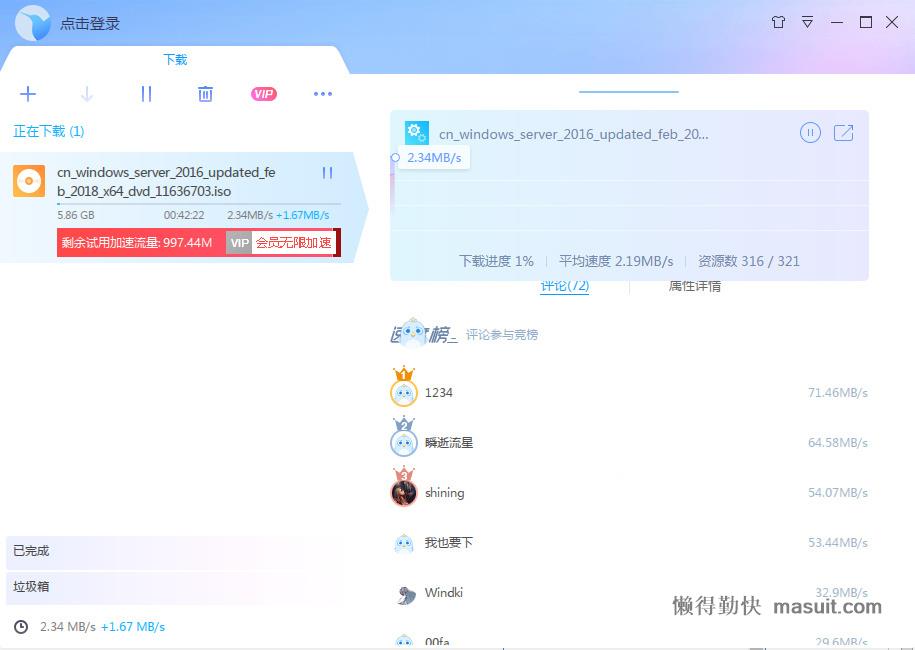 点击登录
下载
VIP
正在下载 (1)
cn_windows_server_2016_updated_fe
b_2018_x64_dvd_11636703.iso
5.86 GB 00:42:22 2.34MB/s +1.67MB/s
剩余试用加速流量: 997.44M VIP 会员无限加速
已完成
垃圾箱
2.34 MB/s +1.67 MB/s
cn_windows_server_2016_updated_feb_20...
2.34MB/s
下载进度 1% 平均速度 2.19MB/s 资源数 316 / 321
评论(72) 属性详情
榜_ 评论参与竞榜
1 1234 71.46MB/s
2 瞬逝流星 64.58MB/s
3 shining 54.07MB/s
我也要下 53.44MB/s
Windki 32.9MB/s
懒得勤快 masuit.com
00fa 29.6MB/s